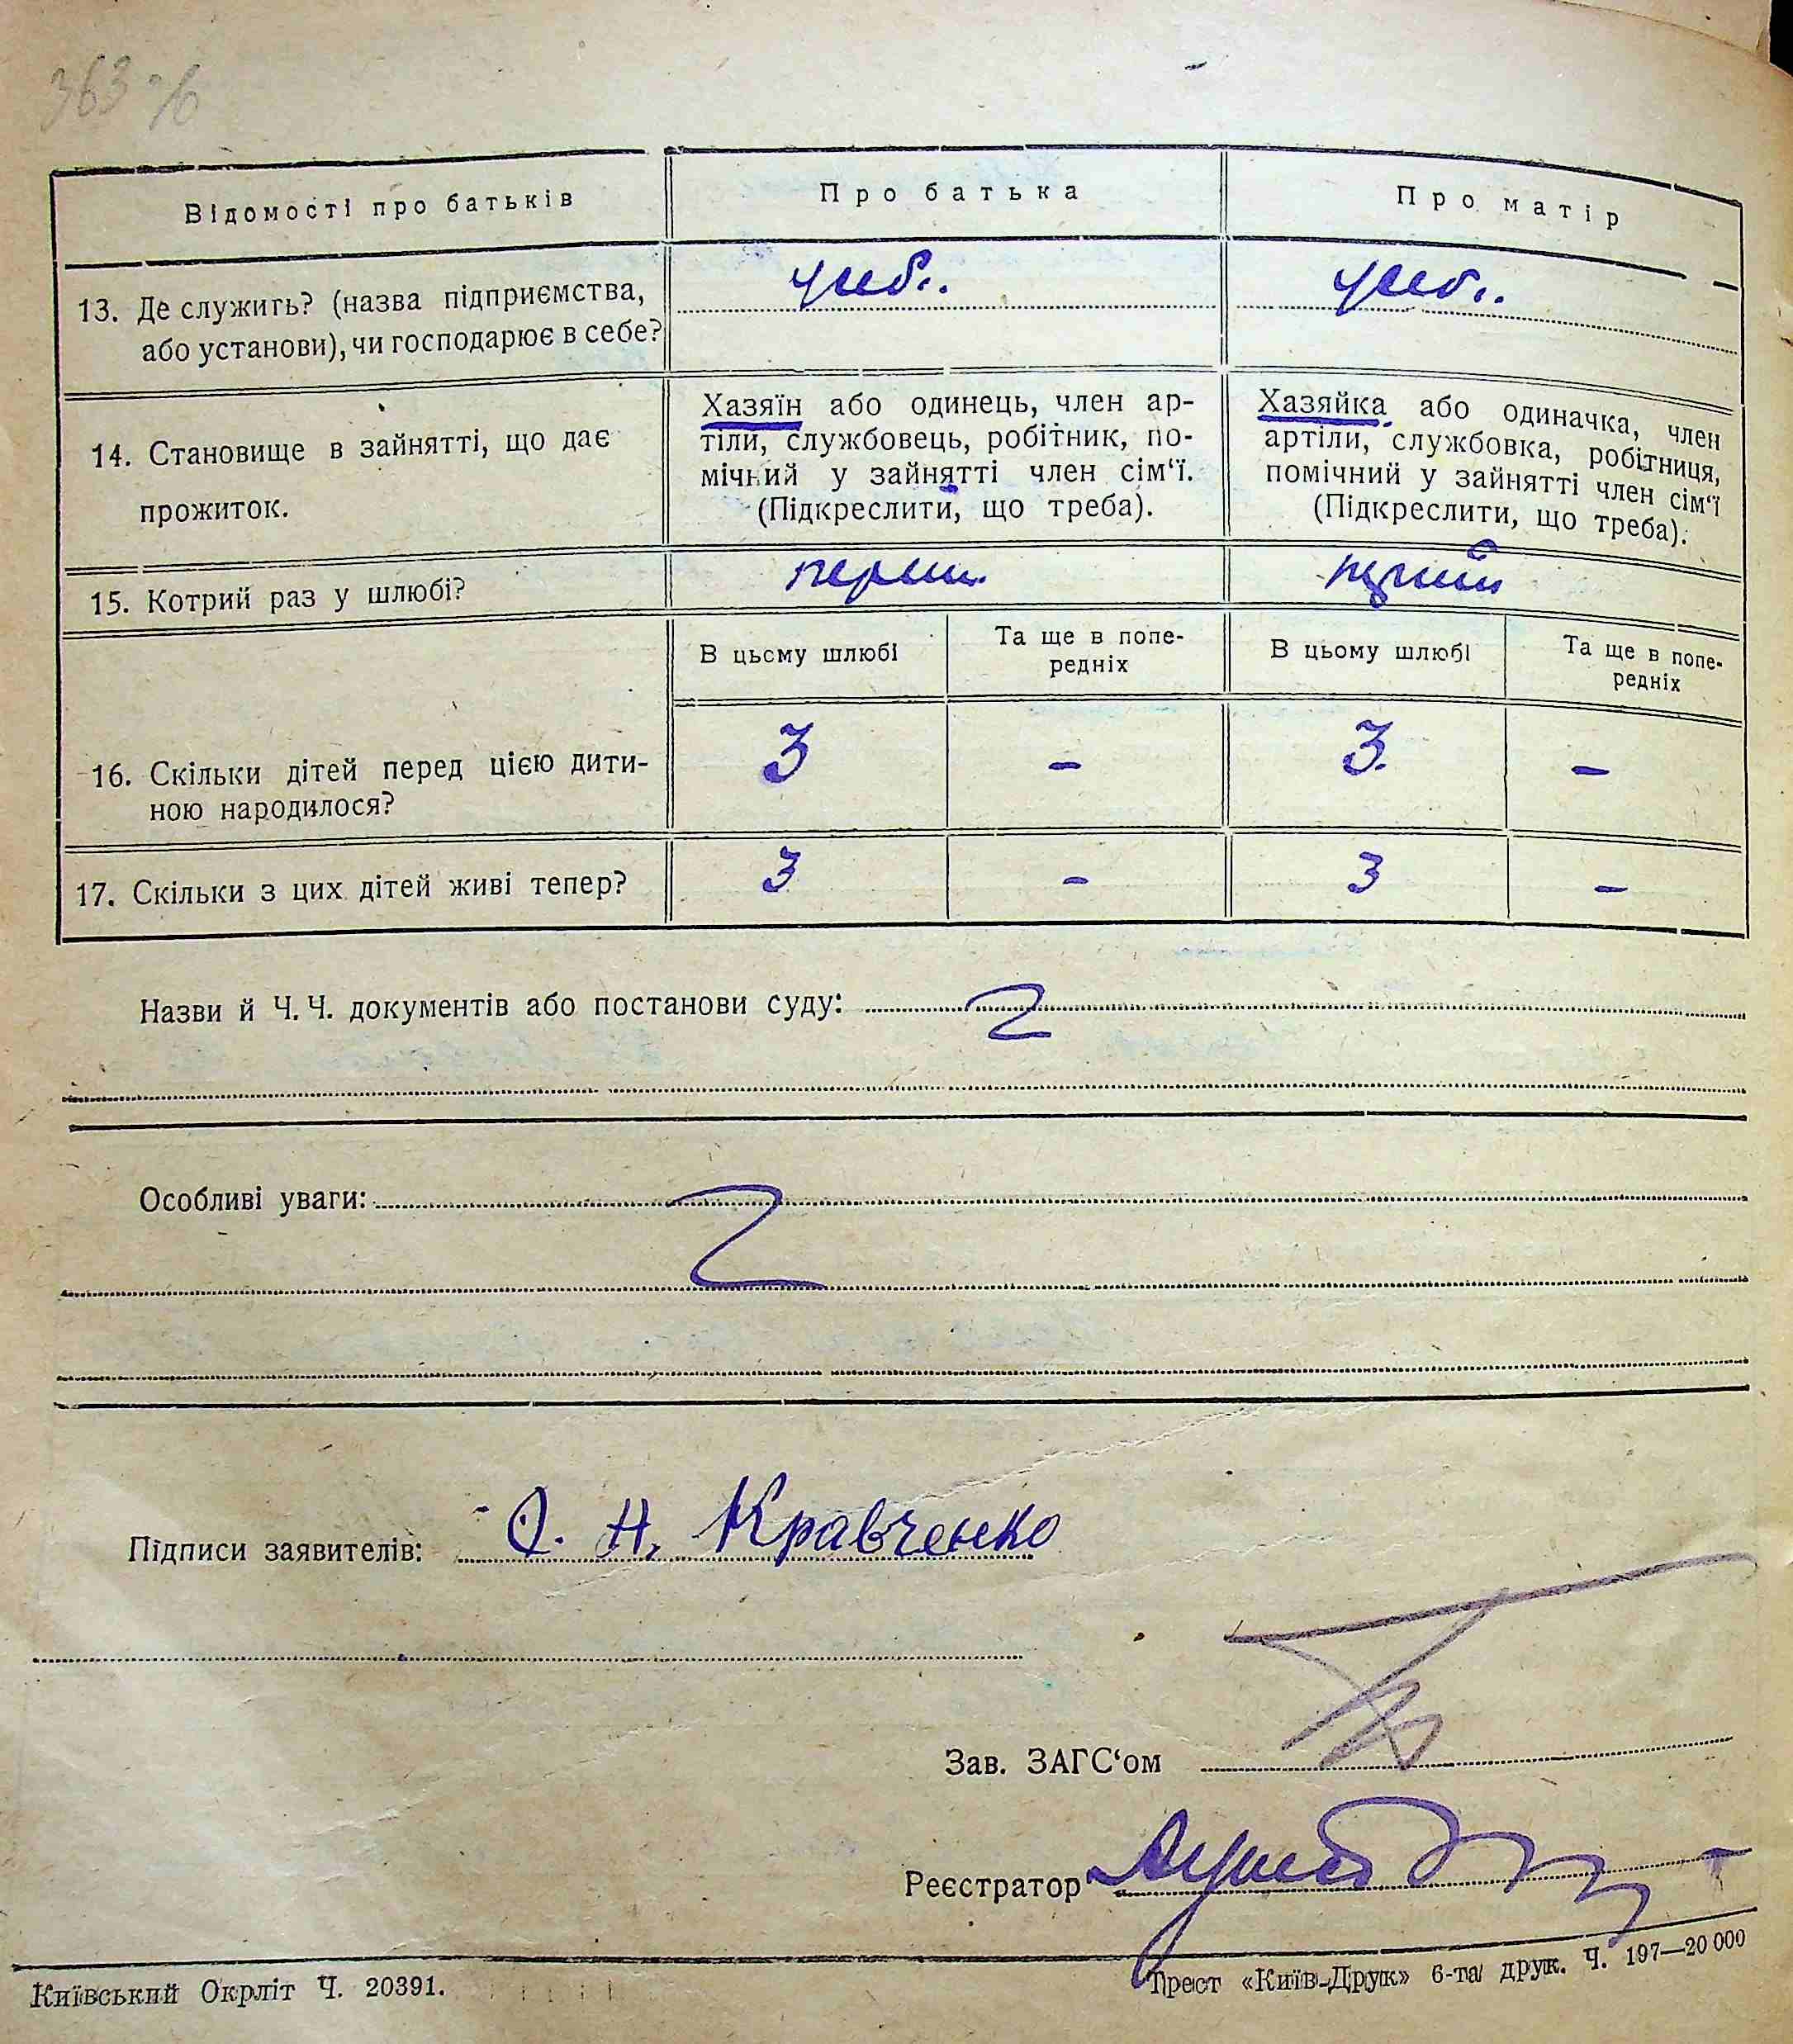 363 об
Відомості про батьків
Про батька
Про матір
13. Де служить? (назва підприємства,
або установи), чи господарює в себе?
14. Становище в зайнятті, що дає
прожиток.
Хазяїн або одинець, член ар-
тіли, службовець, робітник, по-
мічний у зайнятті член сім‘ї.
(Підкреслити, що треба).
Хазяйка або одиначка, член
артіли, службовка, робітниця,
помічний у зайнятті член сім‘ї
(Підкреслити, що треба).
15. Котрий раз у шлюбі?
В цьому шлюбі
Та ще в попе-
редніх
В цьому шлюбі
Та ще в попе-
редніх
16. Скільки дітей перед цією дити-
ною народилося?
3 - 3 -
17. Скільки з цих дітей живі тепер? 3 - 3 -
Назви й Ч. Ч. документів або постанови суду:
Особливі уваги:
Підписи заявителів: О. Н. Кравченко
Зав. ЗАГС‘ом
Реєстратор
Київський Окрліт Ч. 20391.
Трест «Київ-Друк» 6-та друк. Ч. 197—20 000